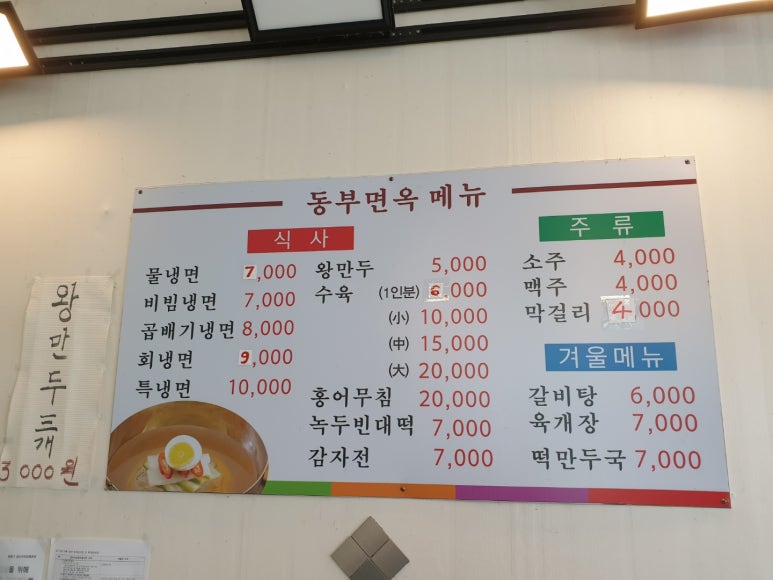 동부면옥 메뉴
식 사
물냉면 7,000
비빔냉면 7,000
곱배기냉면 8,000
회냉면 9,000
특냉면 10,000
왕만두 5,000
수육 (1인분) 6,000
(小) 10,000
(中) 15,000
(大) 20,000
홍어무침 20,000
녹두빈대떡 7,000
감자전 7,000
주 류
소주 4,000
맥주 4,000
막걸리 4,000
겨울메뉴
갈비탕 6,000
육개장 7,000
떡만두국 7,000
왕만두 三개
3000원
을 위해